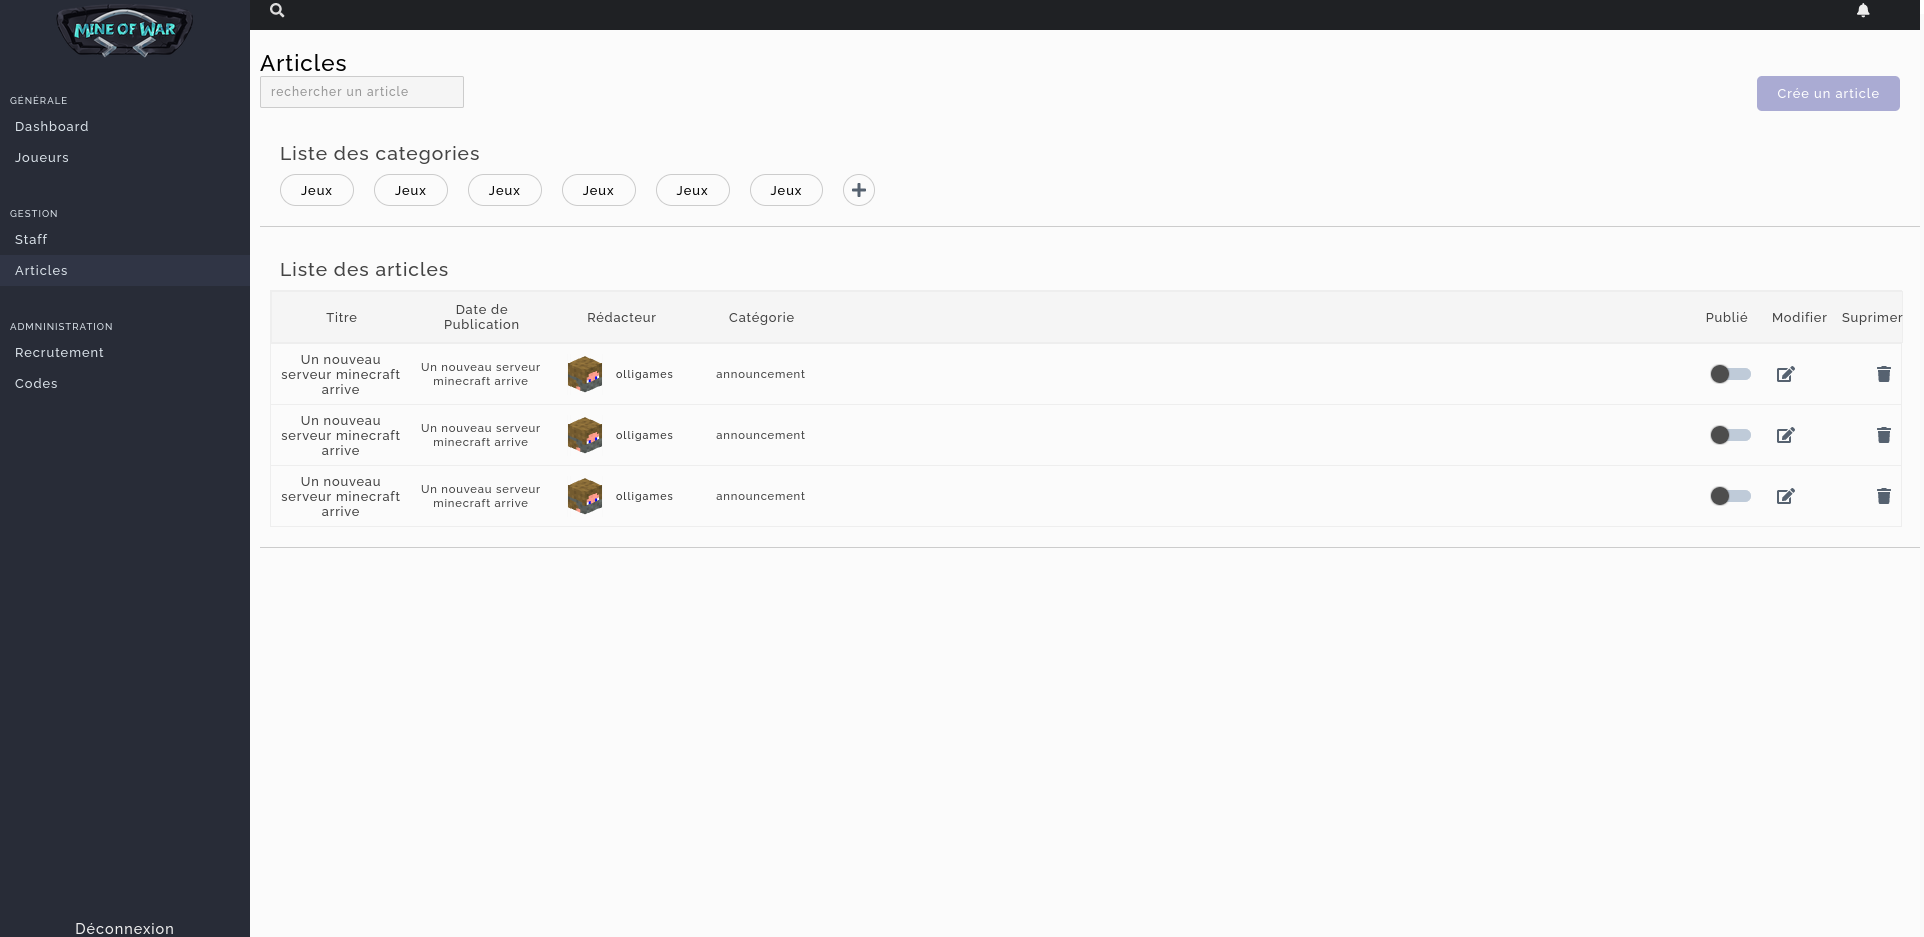 MINE OF WAR
GÉNÉRALE
Dashboard
Joueurs
GESTION
Staff
Articles
ADMNINISTRATION
Recrutement
Codes
Déconnexion
Articles
rechercher un article
Crée un article
Liste des categories
Jeux Jeux Jeux Jeux Jeux Jeux
Liste des articles
Titre Date de Publication Rédacteur Catégorie Publié Modifier Suprimer
Un nouveau
serveur minecraft
arrive
Un nouveau serveur
minecraft arrive
olligames
announcement
Un nouveau
serveur minecraft
arrive
Un nouveau serveur
minecraft arrive
olligames
announcement
Un nouveau
serveur minecraft
arrive
Un nouveau serveur
minecraft arrive
olligames
announcement